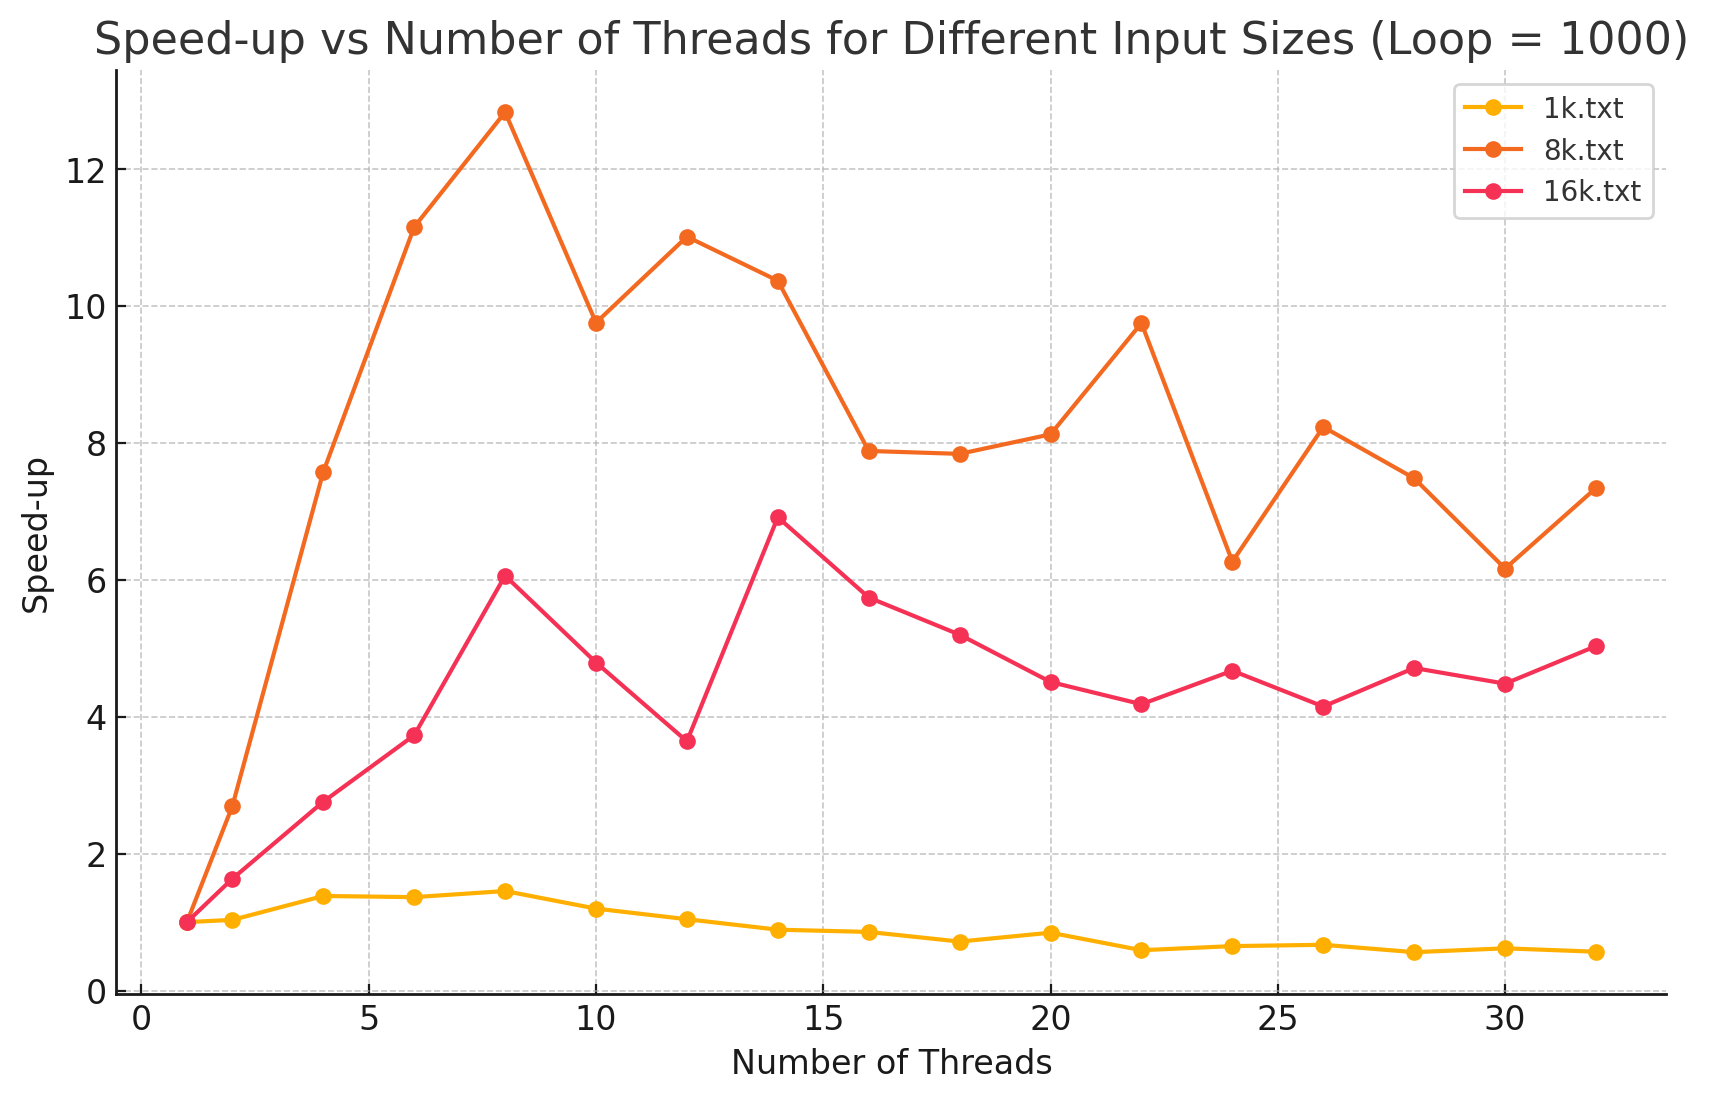 Speed-up vs Number of Threads for Different Input Sizes (Loop = 1000)
1k.txt
8k.txt
16k.txt
12
10
8
6
4
2
0
Speed-up
0 5 10 15 20 25 30
Number of Threads